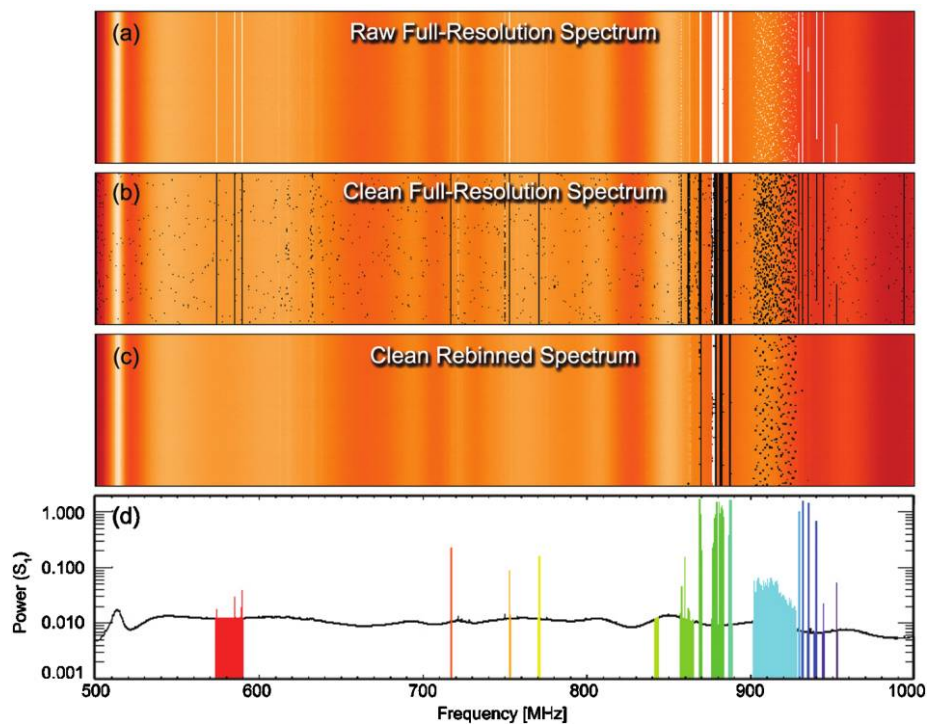 (a)
Raw Full-Resolution Spectrum
(b)
Clean Full-Resolution Spectrum
(c)
Clean Rebinned Spectrum
(d)
Power (S₁)
1.000
0.100
0.010
0.001
500 600 700 800 900 1000
Frequency [MHz]